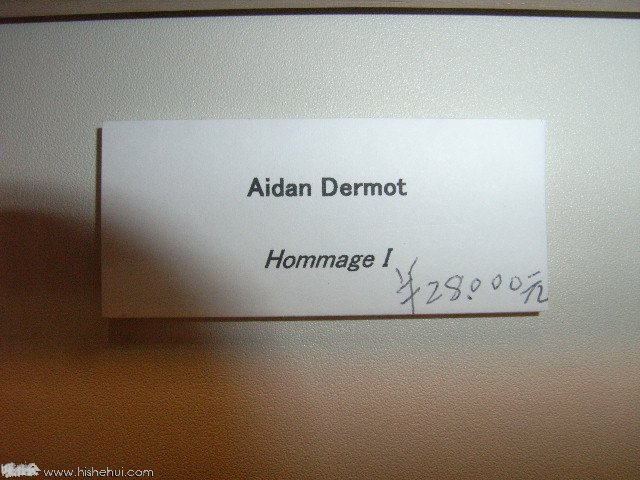 Aidan Dermot
Hommage I
¥28.000元
www.hishehui.com